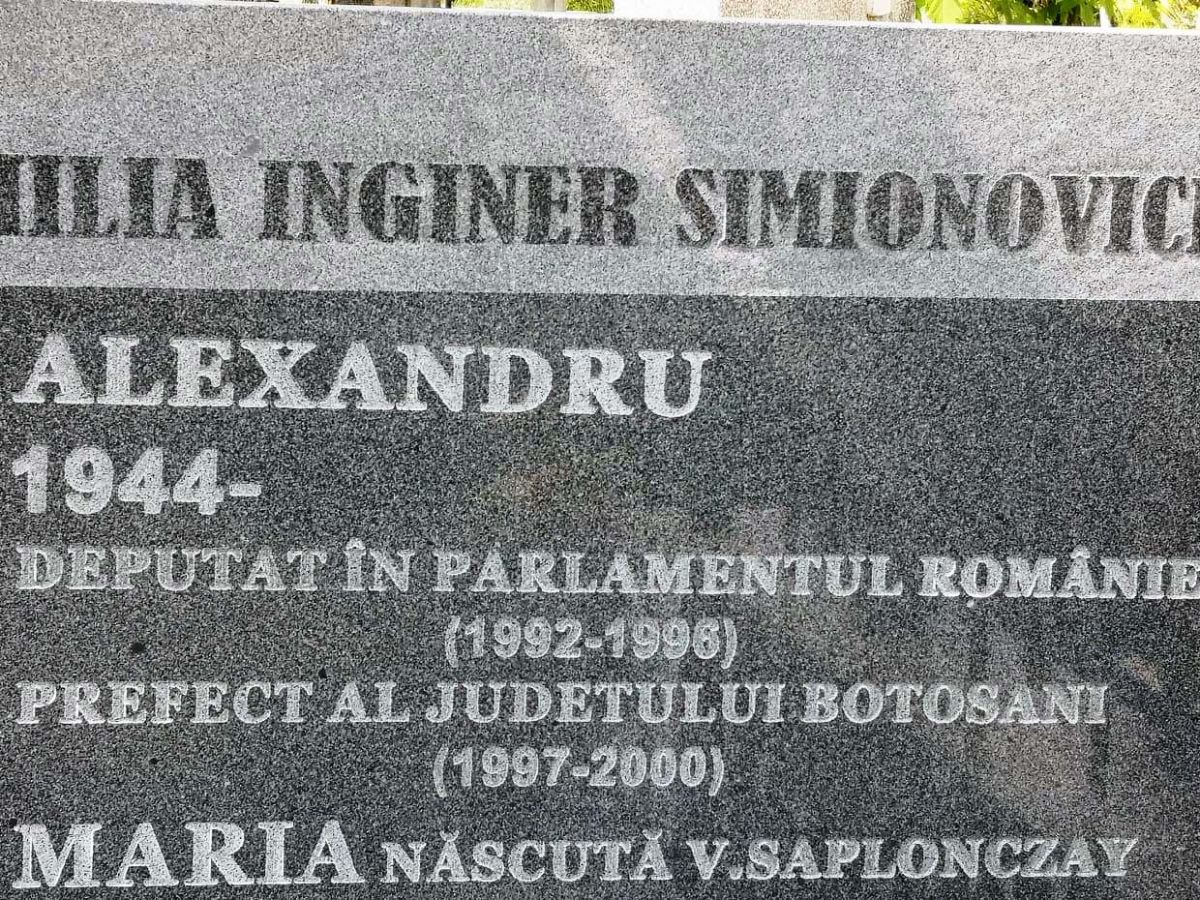 MILIA INGINER SIMIONOVICI
ALEXANDRU
1944-
DEPUTAT ÎN PARLAMENTUL ROMÂNIE
(1992-1996)
PREFECT AL JUDETULUI BOTOSANI
(1997-2000)
MARIA NĂSCUTĂ V.SAPLONCZAY